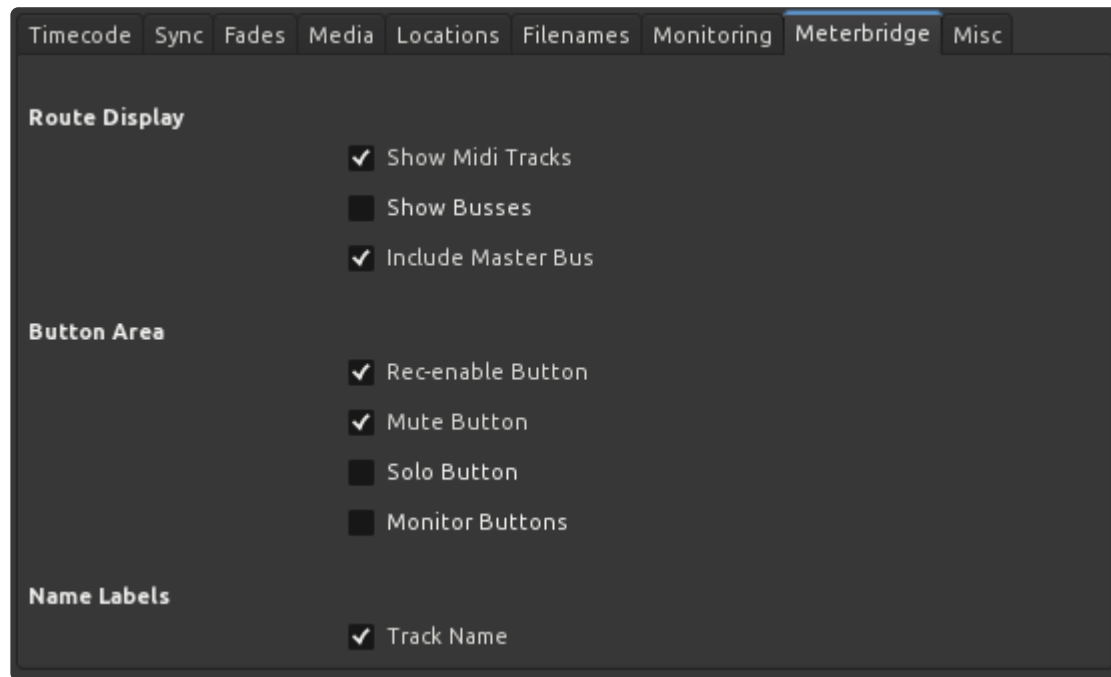 Timecode Sync Fades Media Locations Filenames Monitoring Meterbridge Misc
Route Display
Show Midi Tracks
Show Busses
Include Master Bus
Button Area
Rec-enable Button
Mute Button
Solo Button
Monitor Buttons
Name Labels
Track Name